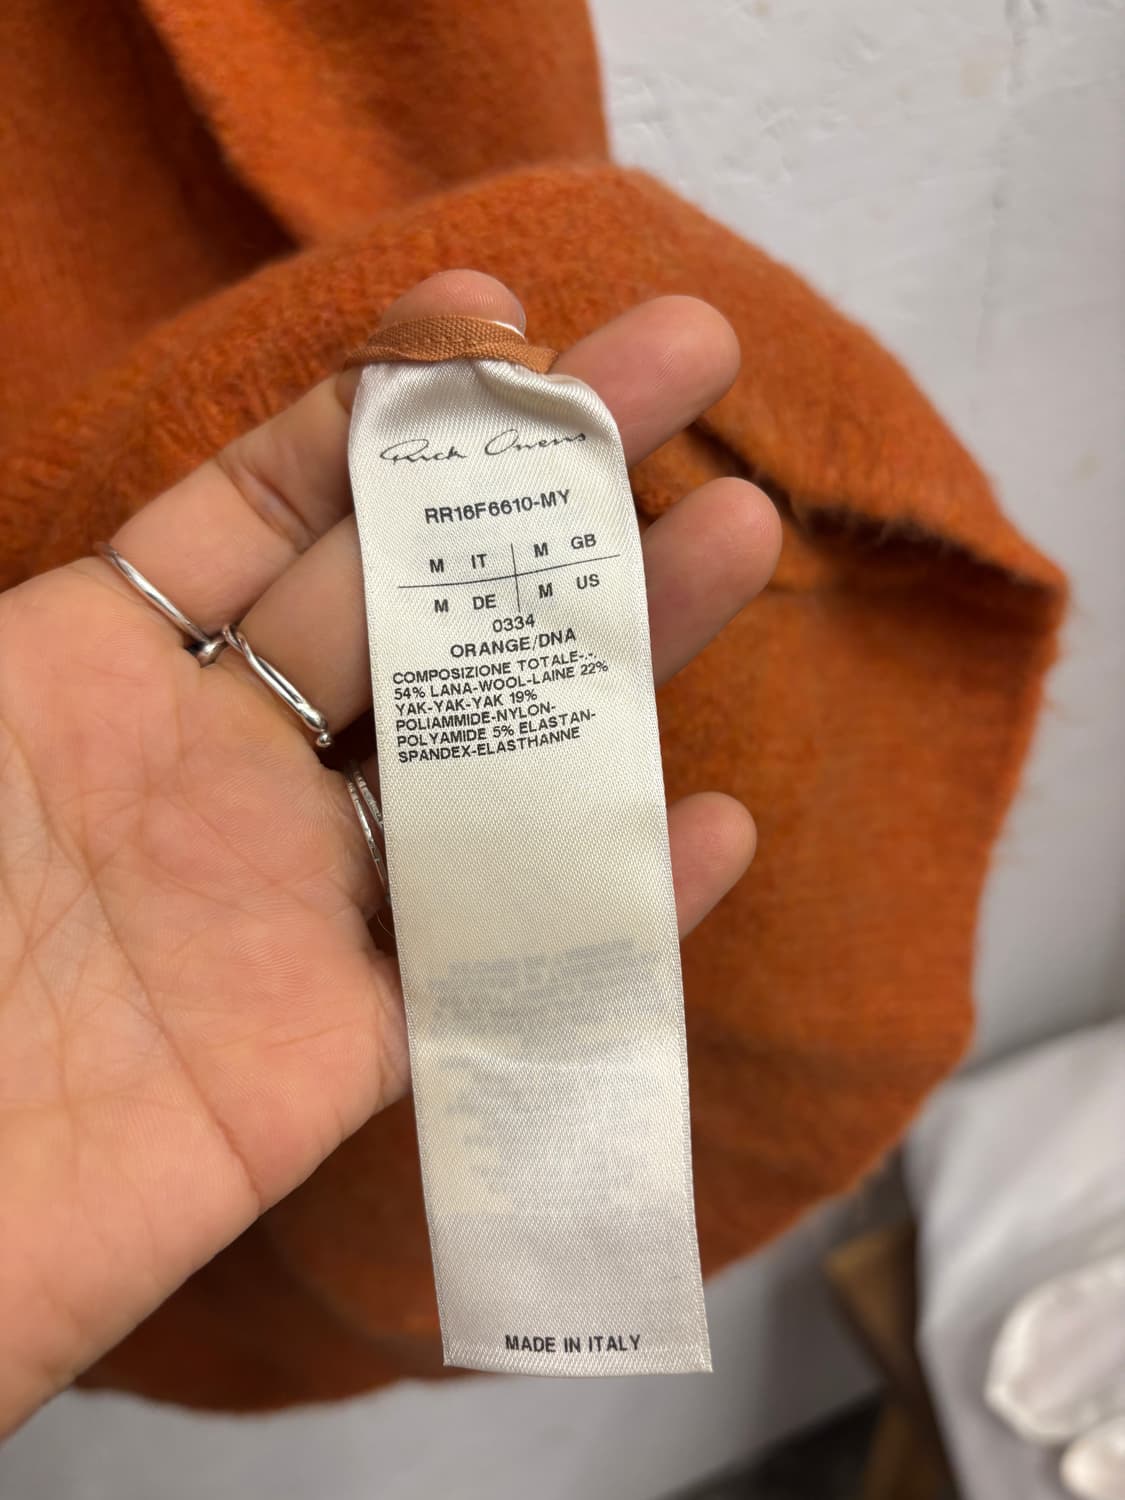 Rick Owens
RR16F6610-MY
M IT M GB
M DE M US
0334
ORANGE/DNA
COMPOSIZIONE TOTALE-.-.
54% LANA-WOOL-LAINE 22%
YAK-YAK-YAK 19%
POLIAMMIDE-NYLON-
POLYAMIDE 5% ELASTAN-
SPANDEX-ELASTHANNE
MADE IN ITALY